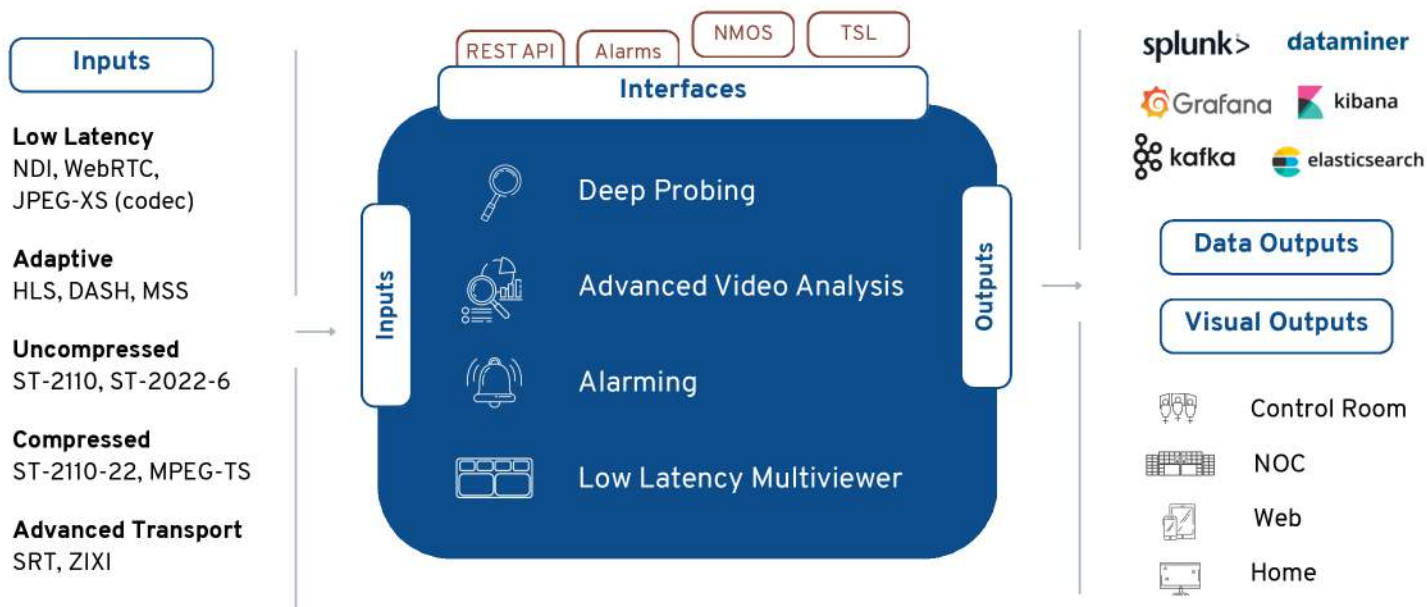 Inputs
Low Latency
NDI, WebRTC,
JPEG-XS (codec)
Adaptive
HLS, DASH, MSS
Uncompressed
ST-2110, ST-2022-6
Compressed
ST-2110-22, MPEG-TS
Advanced Transport
SRT, ZIXI
REST API
Alarms
NMOS
TSL
Interfaces
Inputs
Deep Probing
Advanced Video Analysis
Alarming
Low Latency Multiviewer
Outputs
splunk>
dataminer
Grafana
kibana
kafka
elasticsearch
Data Outputs
Visual Outputs
Control Room
NOC
Web
Home